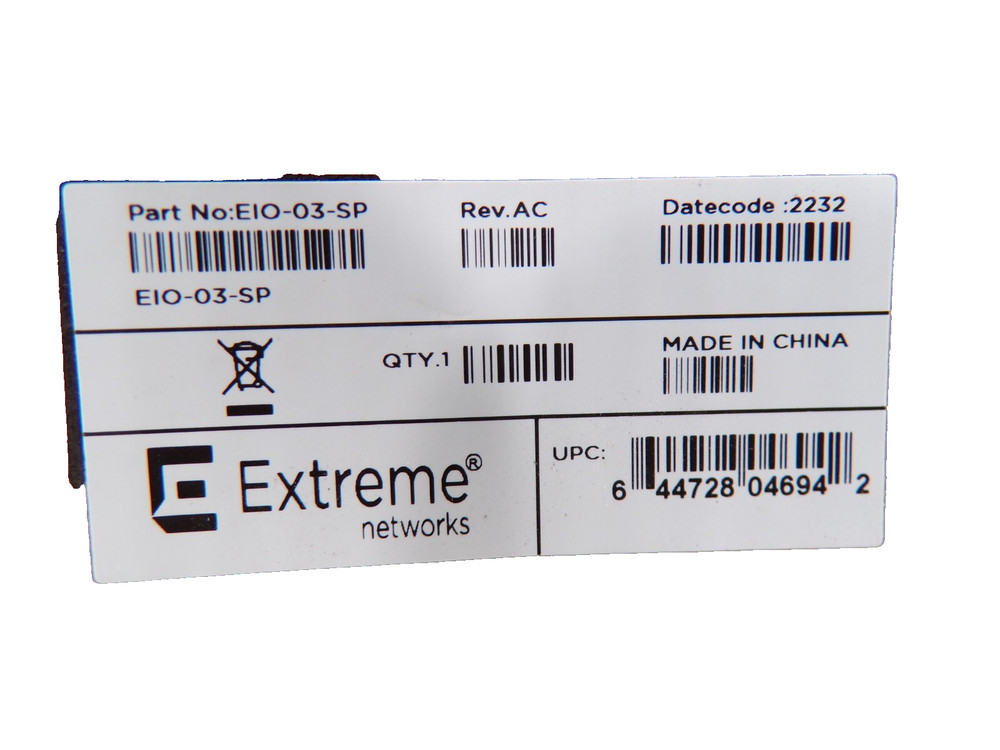 Part No:EIO-03-SP
Rev.AC
Datecode :2232
EIO-03-SP
QTY.1
MADE IN CHINA
Extreme®
networks
UPC:
6 44728 04694 2